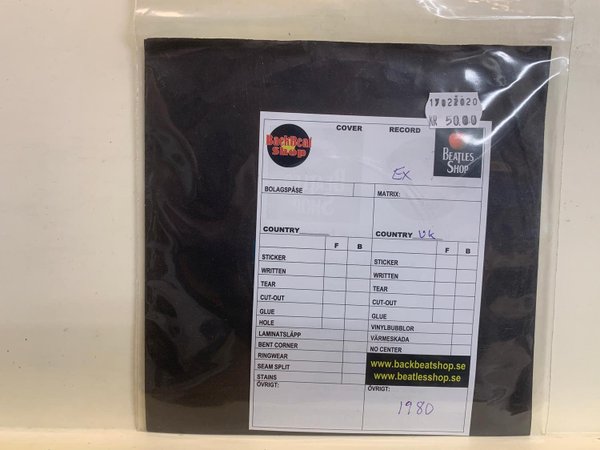 17022020
KR 50.00
COVER RECORD
BackBeat Shop
BEATLES SHOP
EX
BOLAGSPÅSE MATRIX:
COUNTRY COUNTRY UK
F B F B
STICKER STICKER
WRITTEN WRITTEN
TEAR TEAR
CUT-OUT CUT-OUT
GLUE GLUE
HOLE VINYLBUBBLOR
LAMINATSLÄPP VÄRMESKADA
BENT CORNER NO CENTER
RINGWEAR
SEAM SPLIT
STAINS
www.backbeatshop.se
www.beatlesshop.se
ÖVRIGT: ÖVRIGT:
1980